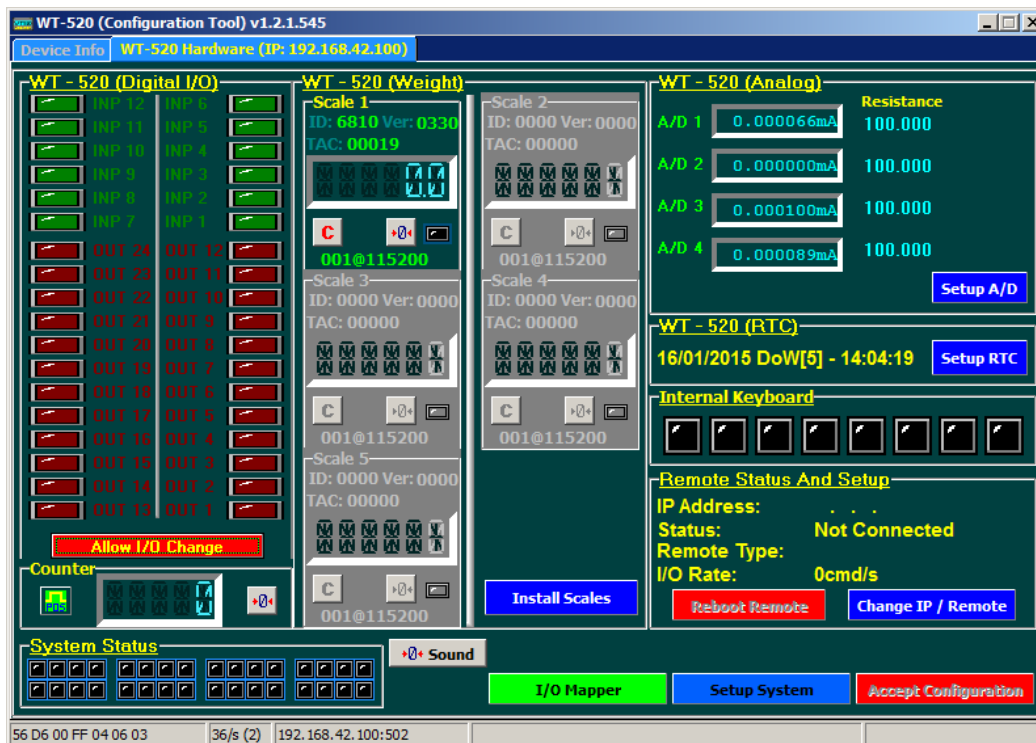 WT-520 (Configuration Tool) v1.2.1.545
Device Info WT-520 Hardware (IP: 192.168.42.100)
WT - 520 (Digital I/O)
INP 12 INP 6
INP 11 INP 5
INP 10 INP 4
INP 9 INP 3
INP 8 INP 2
INP 7 INP 1
OUT 24 OUT 12
OUT 23 OUT 11
OUT 22 OUT 10
OUT 21 OUT 9
OUT 20 OUT 8
OUT 19 OUT 7
OUT 18 OUT 6
OUT 17 OUT 5
OUT 16 OUT 4
OUT 15 OUT 3
OUT 14 OUT 2
OUT 13 OUT 1
Allow I/O Change
Counter
POS
0
→0←
System Status
WT - 520 (Weight)
Scale 1
ID: 6810 Ver: 0330
TAC: 00019
0.0
C →0←
001@115200
Scale 2
ID: 0000 Ver: 0000
TAC: 00000
C →0←
001@115200
Scale 3
ID: 0000 Ver: 0000
TAC: 00000
C →0←
001@115200
Scale 4
ID: 0000 Ver: 0000
TAC: 00000
C →0←
001@115200
Scale 5
ID: 0000 Ver: 0000
TAC: 00000
C →0←
001@115200
Install Scales
→0← Sound
WT - 520 (Analog)
Resistance
A/D 1 0.000066mA 100.000
A/D 2 0.000000mA 100.000
A/D 3 0.000100mA 100.000
A/D 4 0.000089mA 100.000
Setup A/D
WT - 520 (RTC)
16/01/2015 DoW[5] - 14:04:19 Setup RTC
Internal Keyboard
Remote Status And Setup
IP Address: . . .
Status: Not Connected
Remote Type:
I/O Rate: 0cmd/s
Reboot Remote Change IP / Remote
I/O Mapper Setup System Accept Configuration
56 D6 00 FF 04 06 03 36/s (2) 192.168.42.100:502